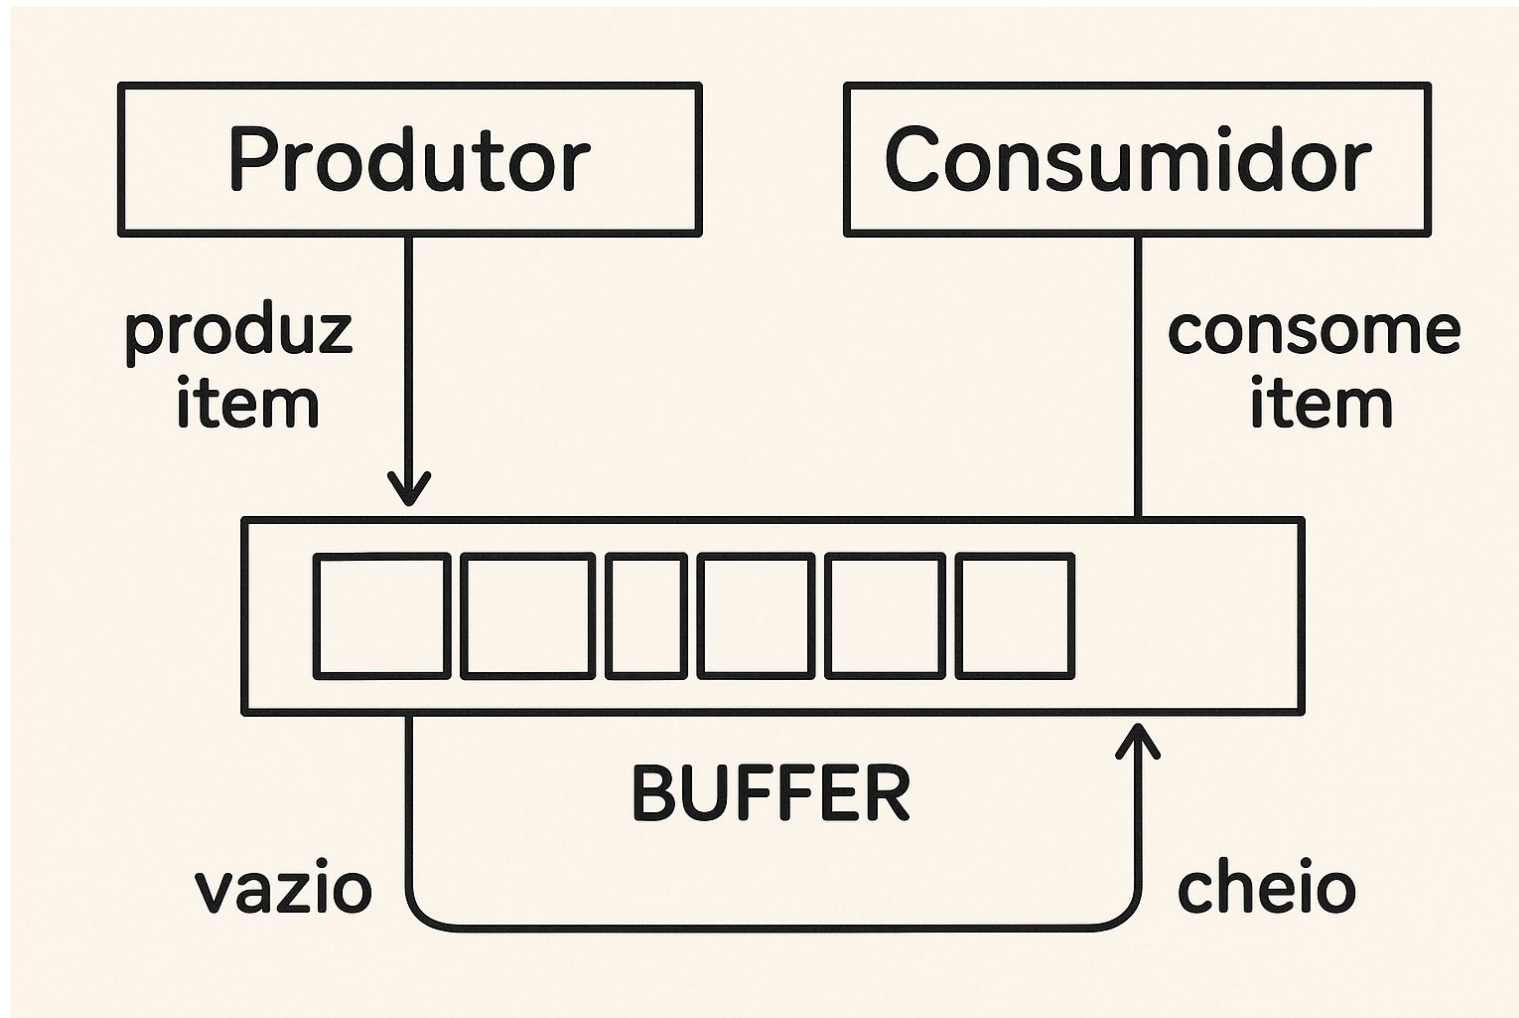 Produtor
Consumidor
produz
item
consome
item
BUFFER
vazio
cheio